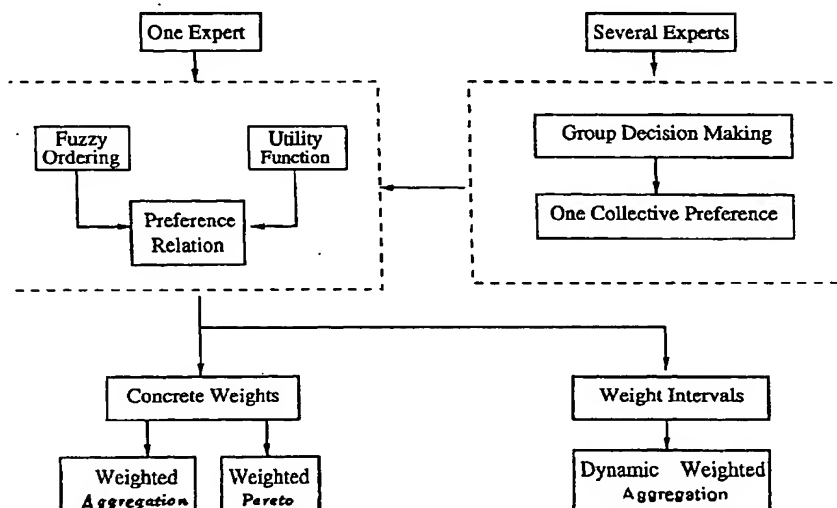 One Expert
Several Experts
Fuzzy
Ordering
Utility
Function
Preference
Relation
Group Decision Making
One Collective Preference
Concrete Weights
Weight Intervals
Weighted
Aggregation
Weighted
Pareto
Dynamic Weighted
Aggregation